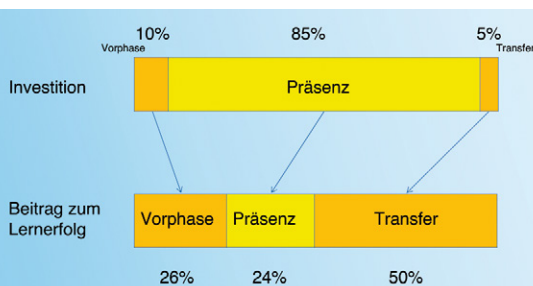 10% 85% 5%
Vorphase Transfer
Investition Präsenz
Beitrag zum
Lernerfolg
Vorphase Präsenz Transfer
26% 24% 50%